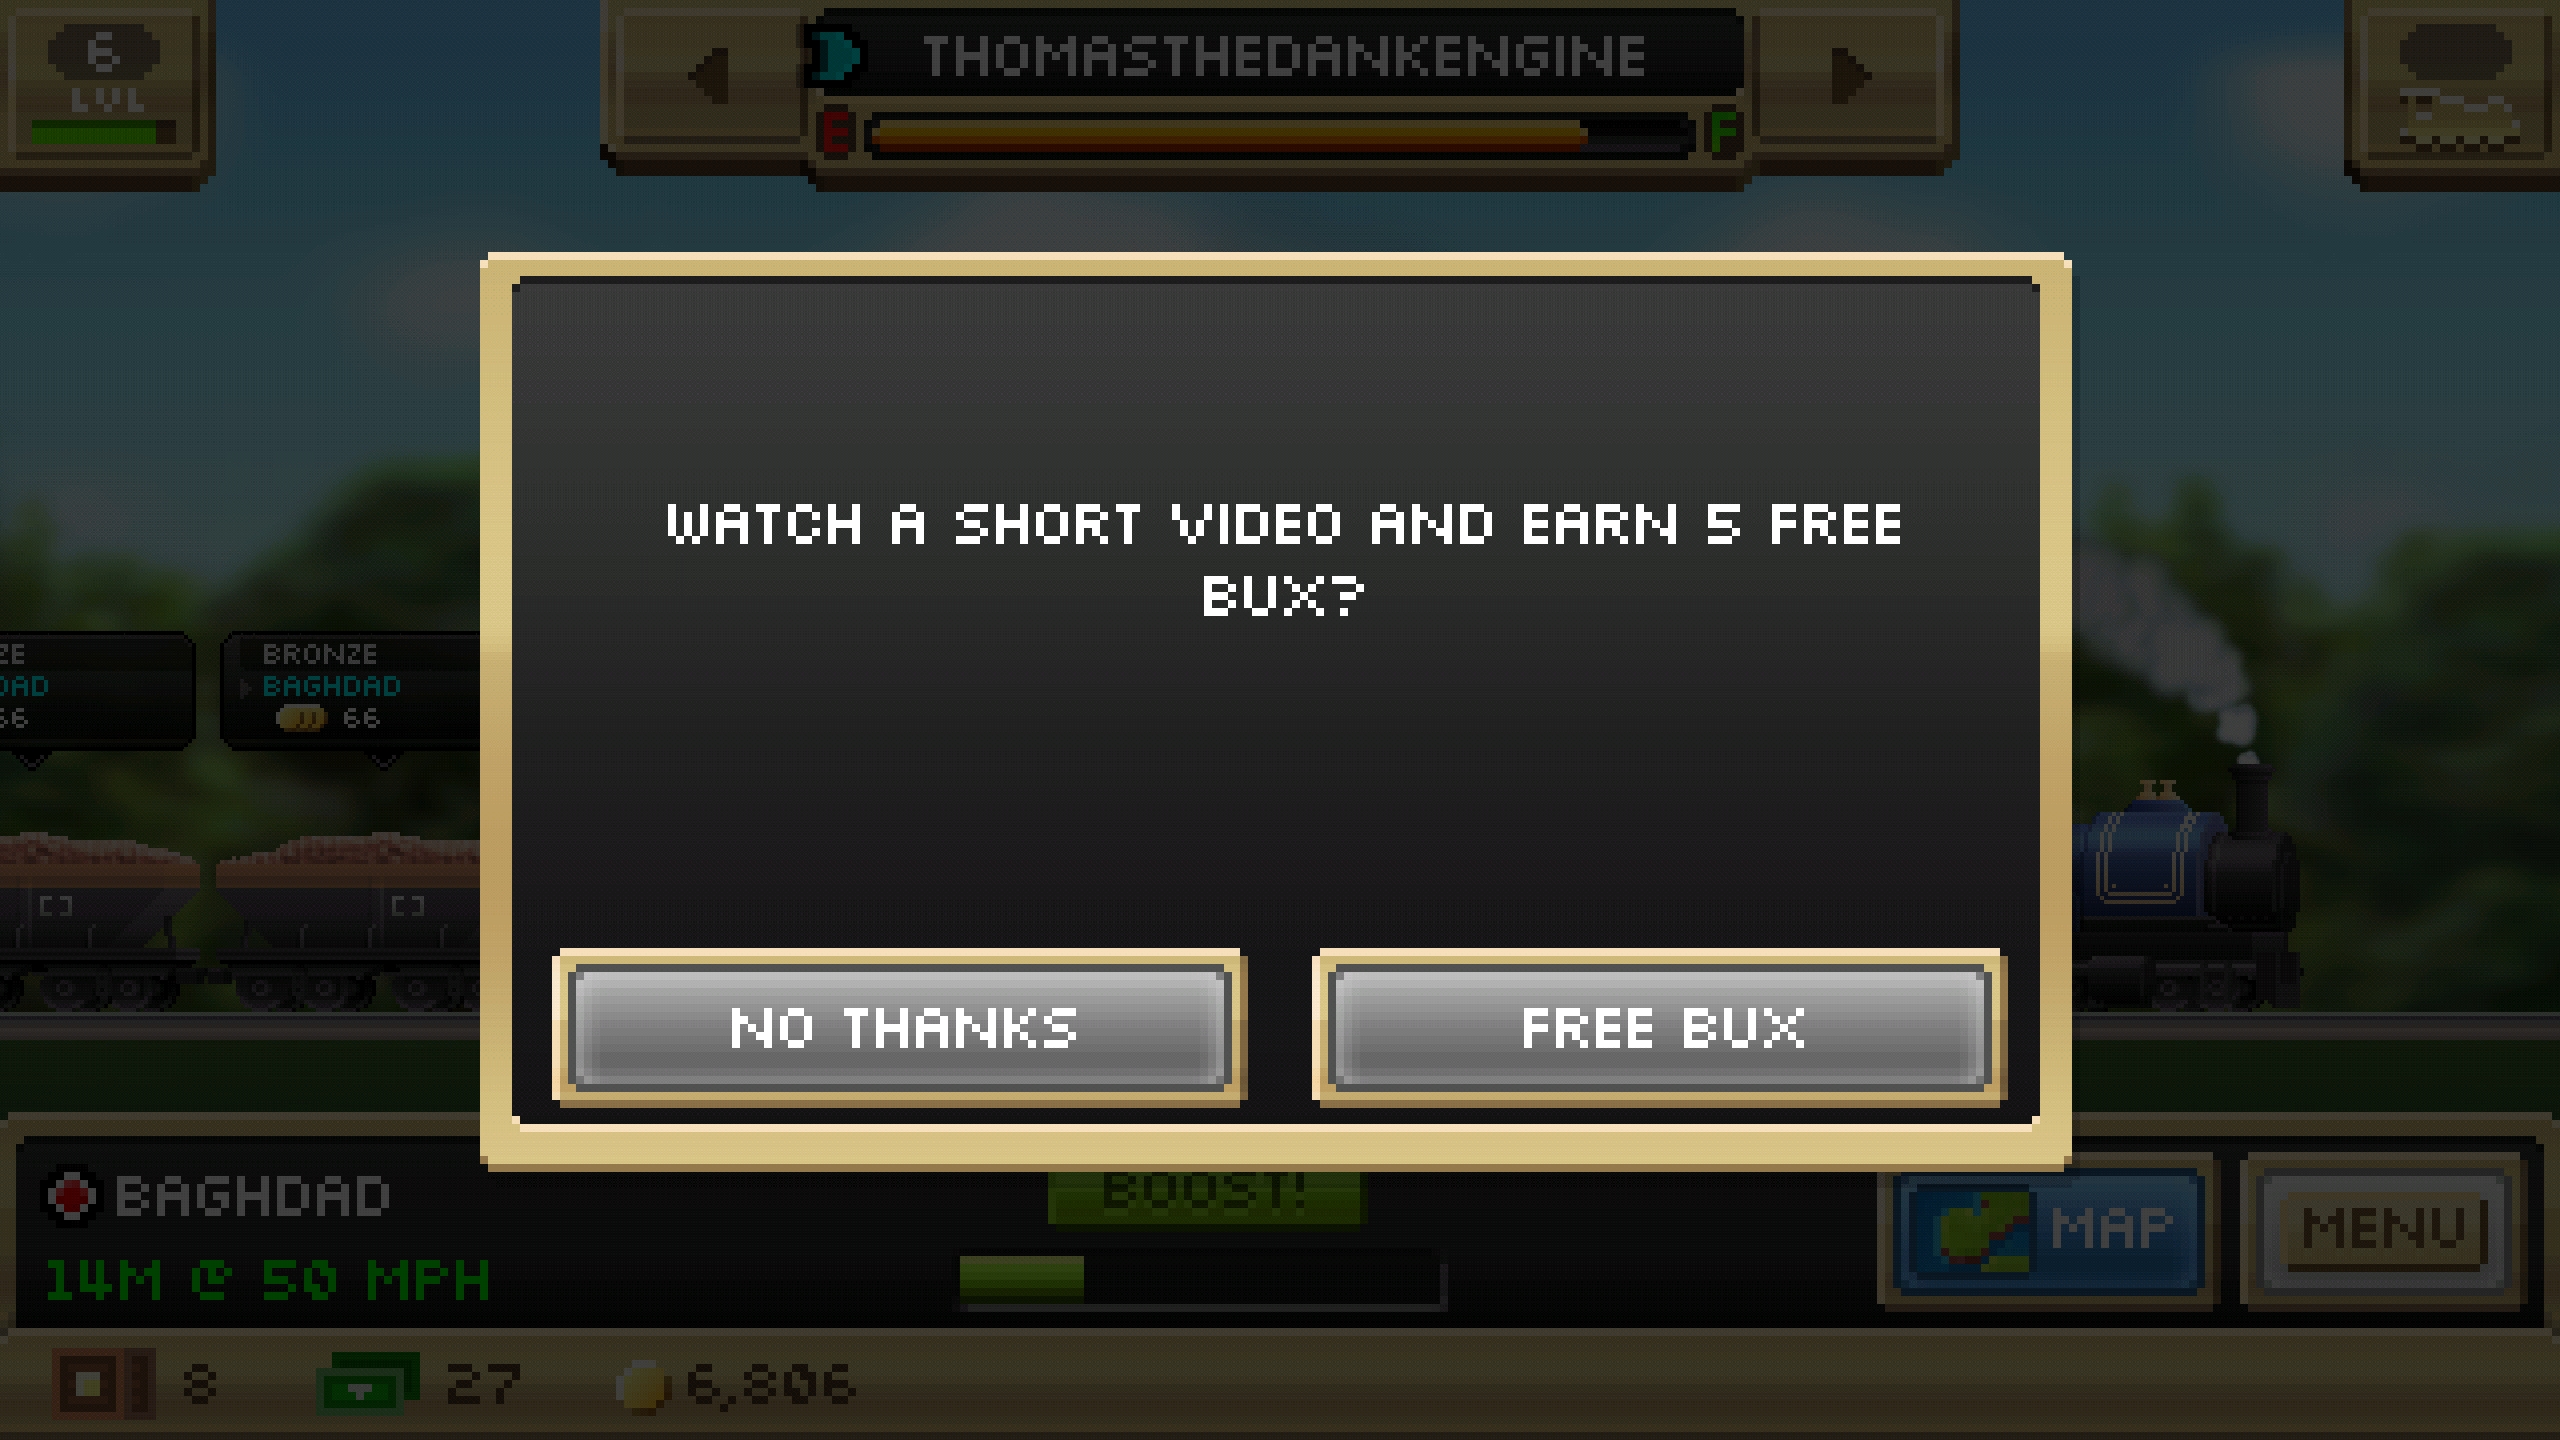 6
LVL
THOMASTHEDANKENGINE
E F
WATCH A SHORT VIDEO AND EARN 5 FREE
BUX?
BRONZE
BAGHDAD
66
66
NO THANKS
FREE BUX
BAGHDAD
14M @ 50 MPH
BOOST!
MAP
MENU
8
27
6,806